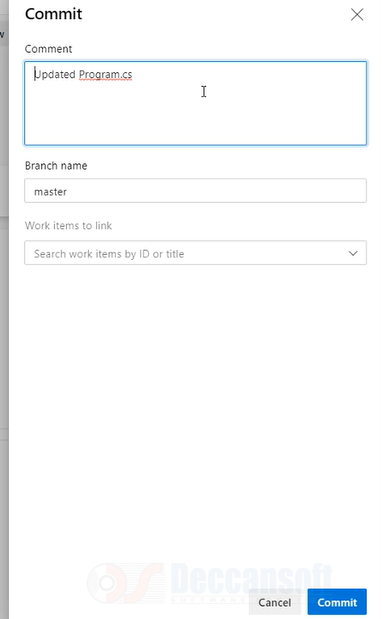 Commit
w
Comment
Updated Program.cs
Branch name
master
Work items to link
Search work items by ID or title
Deccansoft
Cancel
Commit